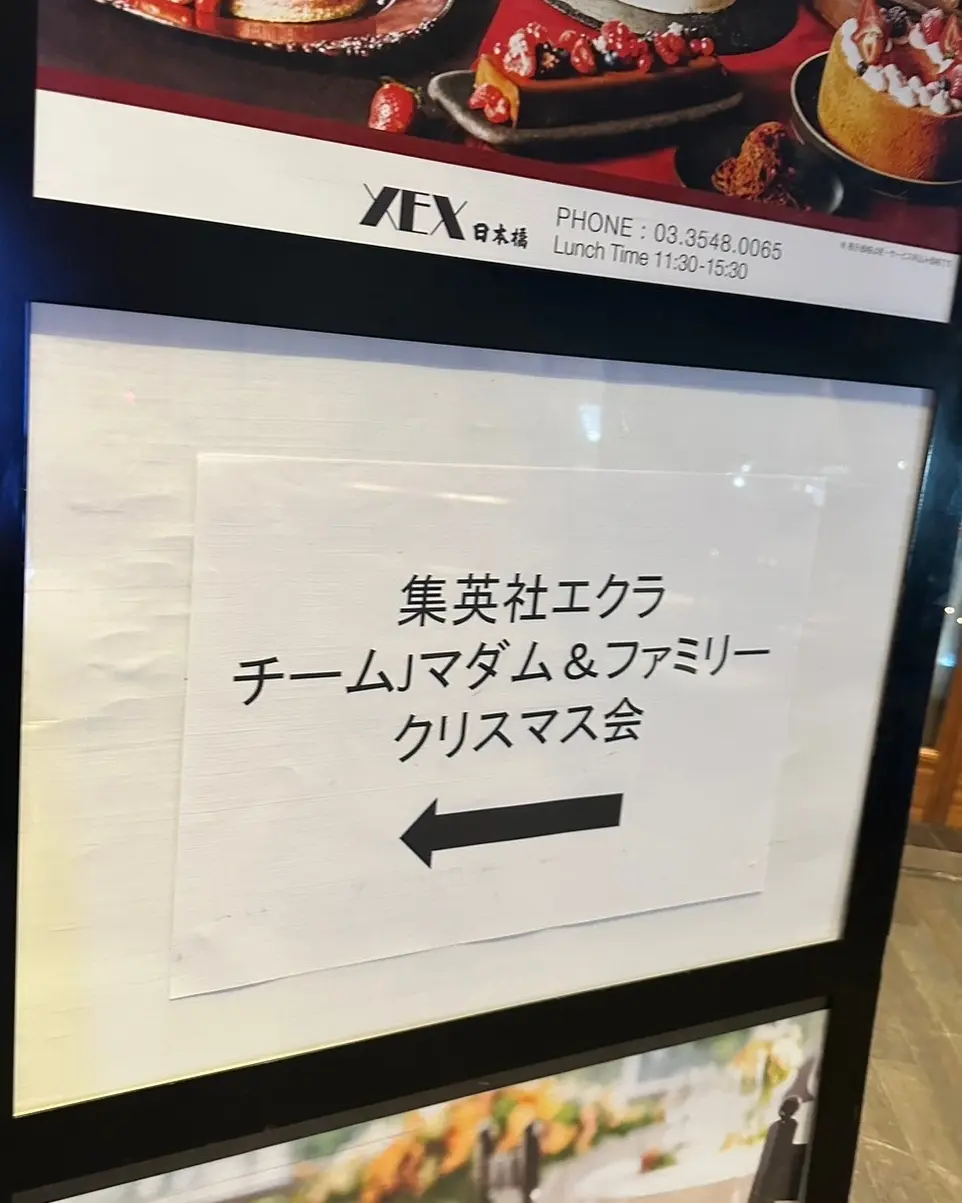 XEX 日本橋
PHONE : 03.3548.0065
Lunch Time 11:30-15:30
集英社エクラ
チームJマダム&ファミリー
クリスマス会